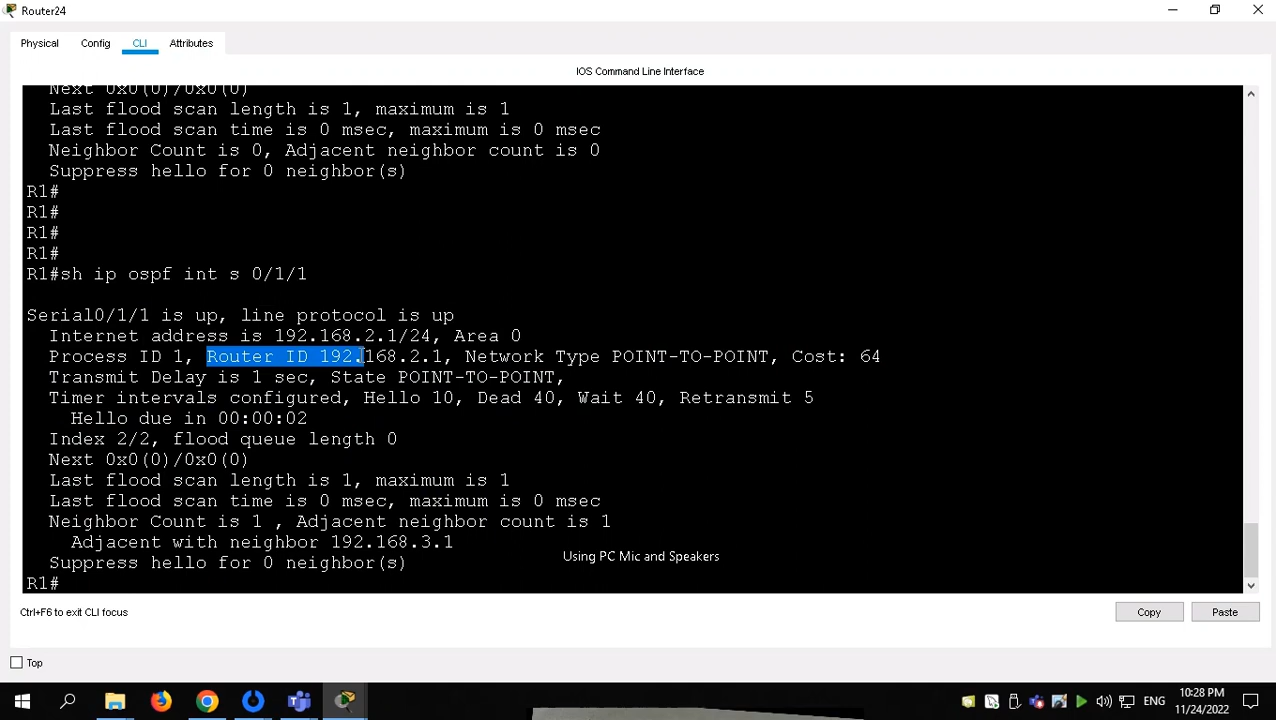 Router24
Physical Config CLI Attributes
IOS Command Line Interface
Next 0x0(0)/0x0(0)
Last flood scan length is 1, maximum is 1
Last flood scan time is 0 msec, maximum is 0 msec
Neighbor Count is 0, Adjacent neighbor count is 0
Suppress hello for 0 neighbor(s)
R1#
R1#
R1#
R1#
R1#sh ip ospf int s 0/1/1
Serial0/1/1 is up, line protocol is up
Internet address is 192.168.2.1/24, Area 0
Process ID 1, Router ID 192.168.2.1, Network Type POINT-TO-POINT, Cost: 64
Transmit Delay is 1 sec, State POINT-TO-POINT,
Timer intervals configured, Hello 10, Dead 40, Wait 40, Retransmit 5
Hello due in 00:00:02
Index 2/2, flood queue length 0
Next 0x0(0)/0x0(0)
Last flood scan length is 1, maximum is 1
Last flood scan time is 0 msec, maximum is 0 msec
Neighbor Count is 1 , Adjacent neighbor count is 1
Adjacent with neighbor 192.168.3.1
Using PC Mic and Speakers
Suppress hello for 0 neighbor(s)
R1#
Ctrl+F6 to exit CLI focus
Copy Paste
Top
ENG
10:28 PM
11/24/2022